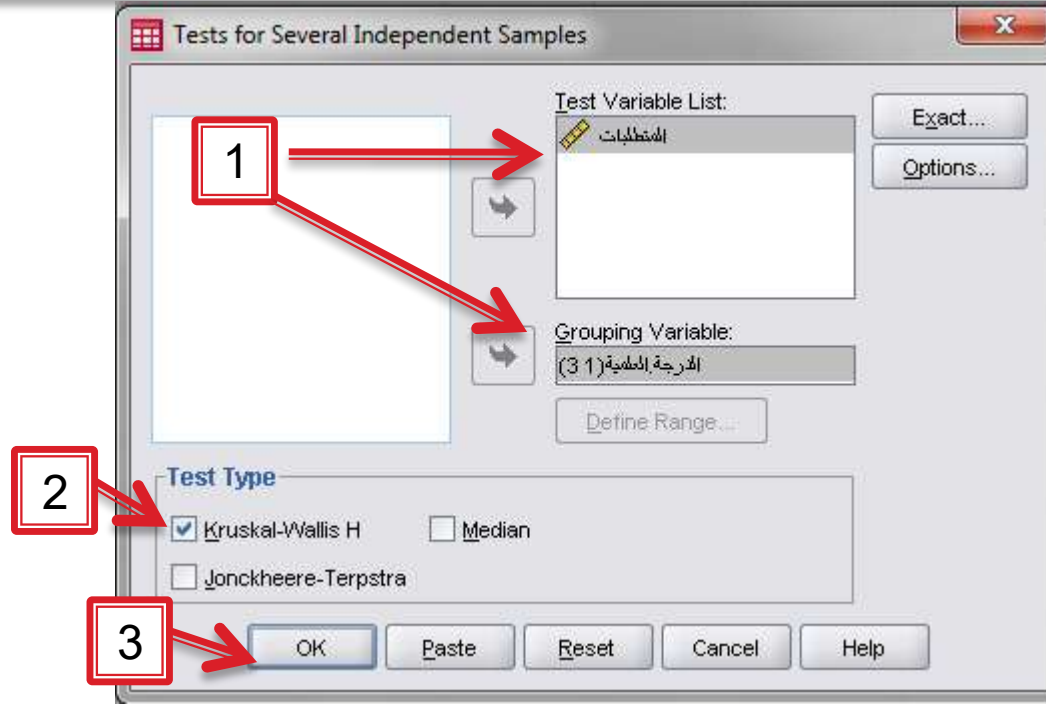 Tests for Several Independent Samples
Test Variable List:
المتطلبات
Exact...
Options...
1
Grouping Variable:
الدرجة.العلمية(1 3)
Define Range...
Test Type
2
Kruskal-Wallis H
Median
Jonckheere-Terpstra
3
OK
Paste
Reset
Cancel
Help